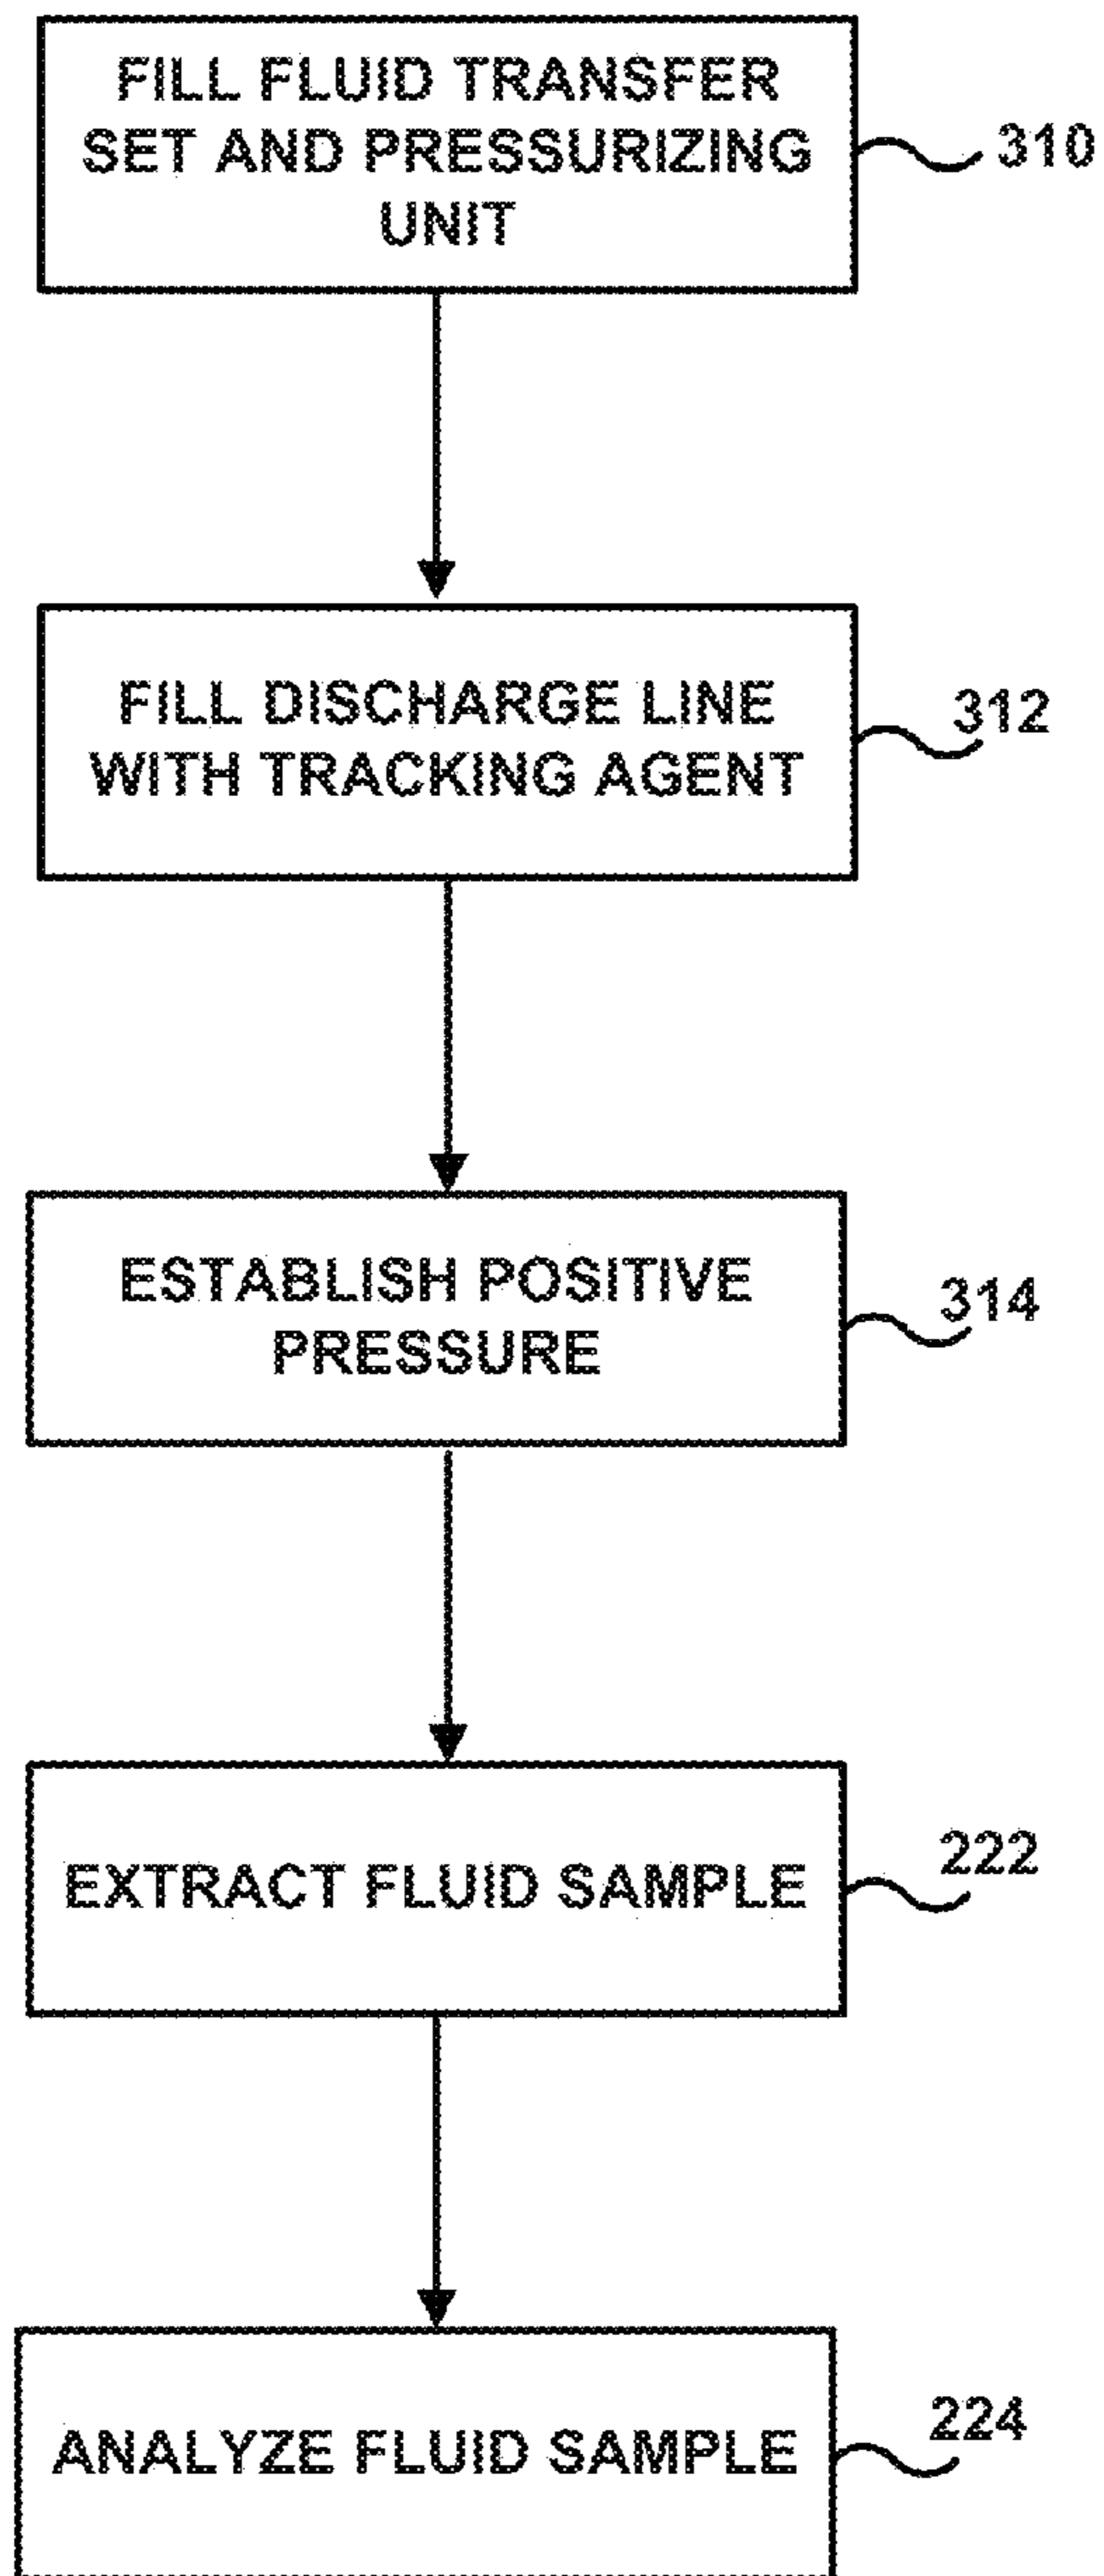 FILL FLUID TRANSFER
SET AND PRESSURIZING
UNIT
310
FILL DISCHARGE LINE
WITH TRACKING AGENT
312
ESTABLISH POSITIVE
PRESSURE
314
EXTRACT FLUID SAMPLE
222
ANALYZE FLUID SAMPLE
224